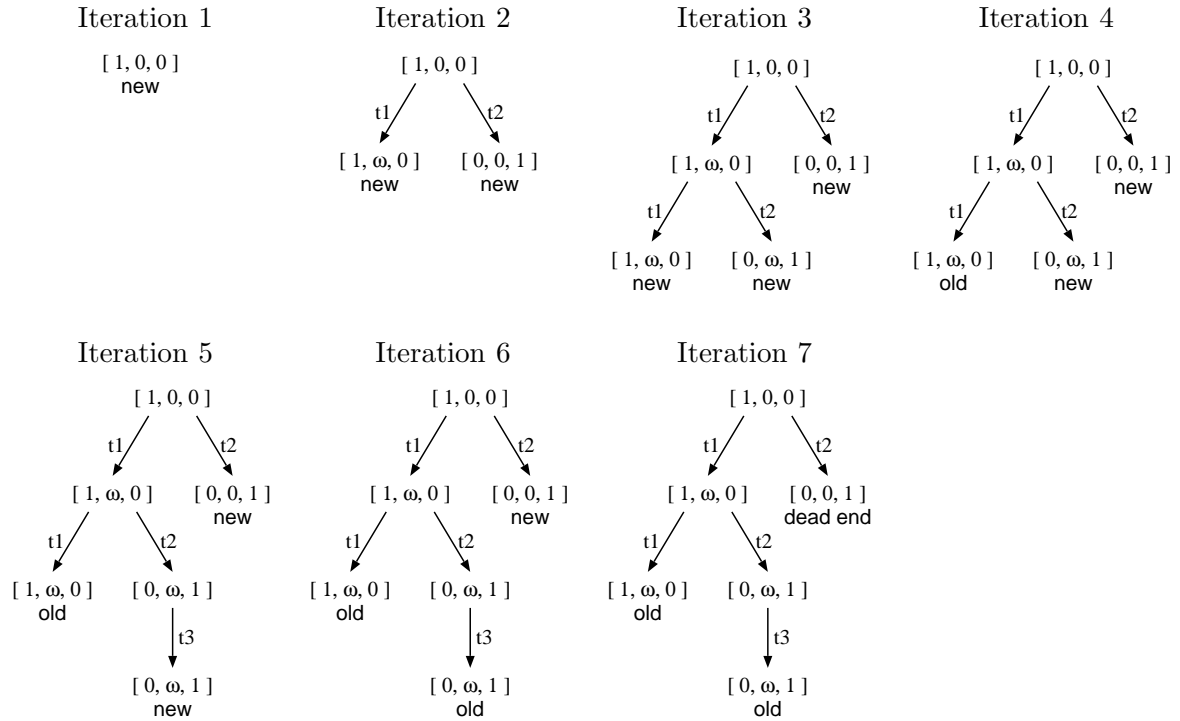 Iteration 1
[ 1, 0, 0 ]
new
Iteration 2
[ 1, 0, 0 ]
t1 t2
[ 1, ω, 0 ] [ 0, 0, 1 ]
new new
Iteration 3
[ 1, 0, 0 ]
t1 t2
[ 1, ω, 0 ] [ 0, 0, 1 ]
new
t1 t2
[ 1, ω, 0 ] [ 0, ω, 1 ]
new new
Iteration 4
[ 1, 0, 0 ]
t1 t2
[ 1, ω, 0 ] [ 0, 0, 1 ]
new
t1 t2
[ 1, ω, 0 ] [ 0, ω, 1 ]
old new
Iteration 5
[ 1, 0, 0 ]
t1 t2
[ 1, ω, 0 ] [ 0, 0, 1 ]
new
t1 t2
[ 1, ω, 0 ] [ 0, ω, 1 ]
old
t3
[ 0, ω, 1 ]
new
Iteration 6
[ 1, 0, 0 ]
t1 t2
[ 1, ω, 0 ] [ 0, 0, 1 ]
new
t1 t2
[ 1, ω, 0 ] [ 0, ω, 1 ]
old
t3
[ 0, ω, 1 ]
old
Iteration 7
[ 1, 0, 0 ]
t1 t2
[ 1, ω, 0 ] [ 0, 0, 1 ]
dead end
t1 t2
[ 1, ω, 0 ] [ 0, ω, 1 ]
old
t3
[ 0, ω, 1 ]
old